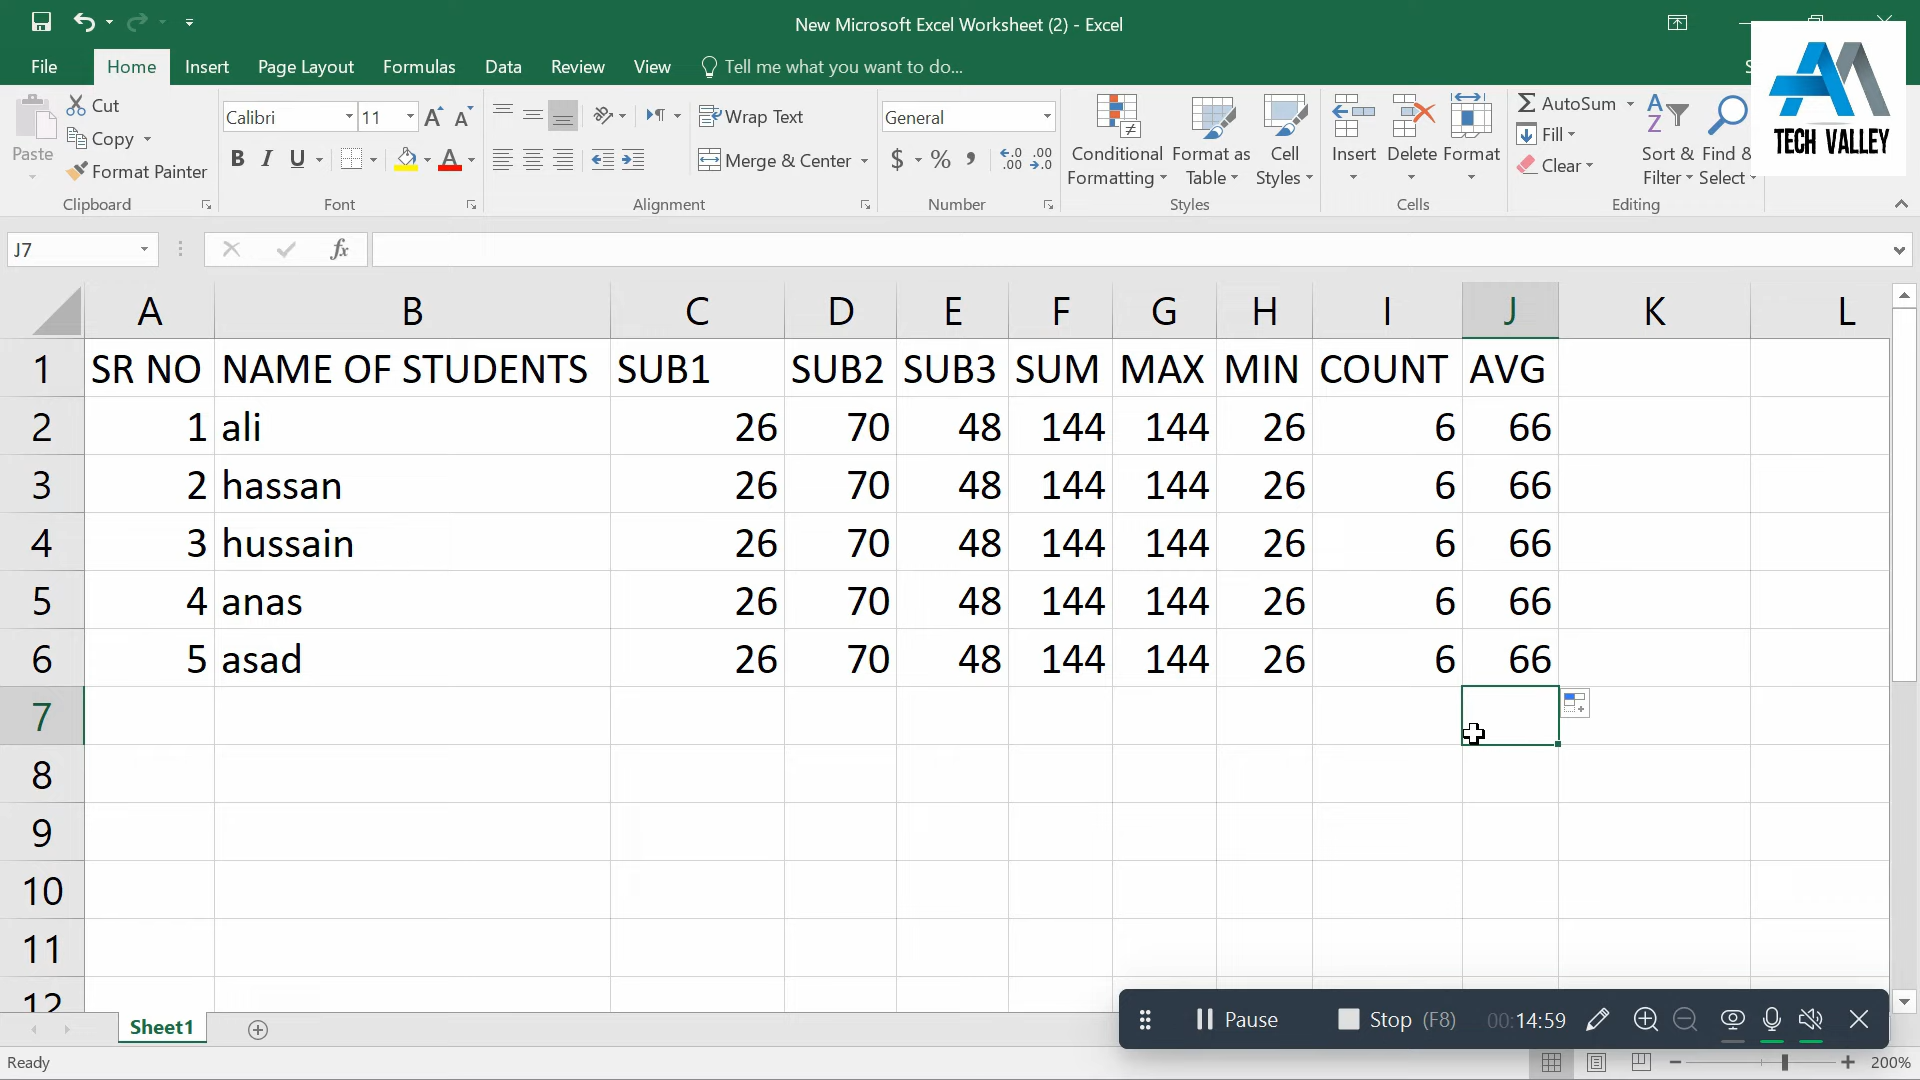 New Microsoft Excel Worksheet (2) - Excel
File Home Insert Page Layout Formulas Data Review View Tell me what you want to do...
TECH VALLEY
Paste
Cut
Copy
Format Painter
Clipboard
Calibri 11
B I U
Font
Wrap Text
Merge & Center
Alignment
General
$ %
Number
Conditional Formatting
Format as Table
Cell Styles
Styles
Insert Delete Format
Cells
AutoSum
Fill
Clear
Sort & Filter
Find & Select
Editing
J7 fx
A B C D E F G H I J K L
1 SR NO NAME OF STUDENTS SUB1 SUB2 SUB3 SUM MAX MIN COUNT AVG
2 1 ali 26 70 48 144 144 26 6 66
3 2 hassan 26 70 48 144 144 26 6 66
4 3 hussain 26 70 48 144 144 26 6 66
5 4 anas 26 70 48 144 144 26 6 66
6 5 asad 26 70 48 144 144 26 6 66
7
8
9
10
11
12
Pause Stop (F8) 00:14:59
Sheet1
Ready 200%